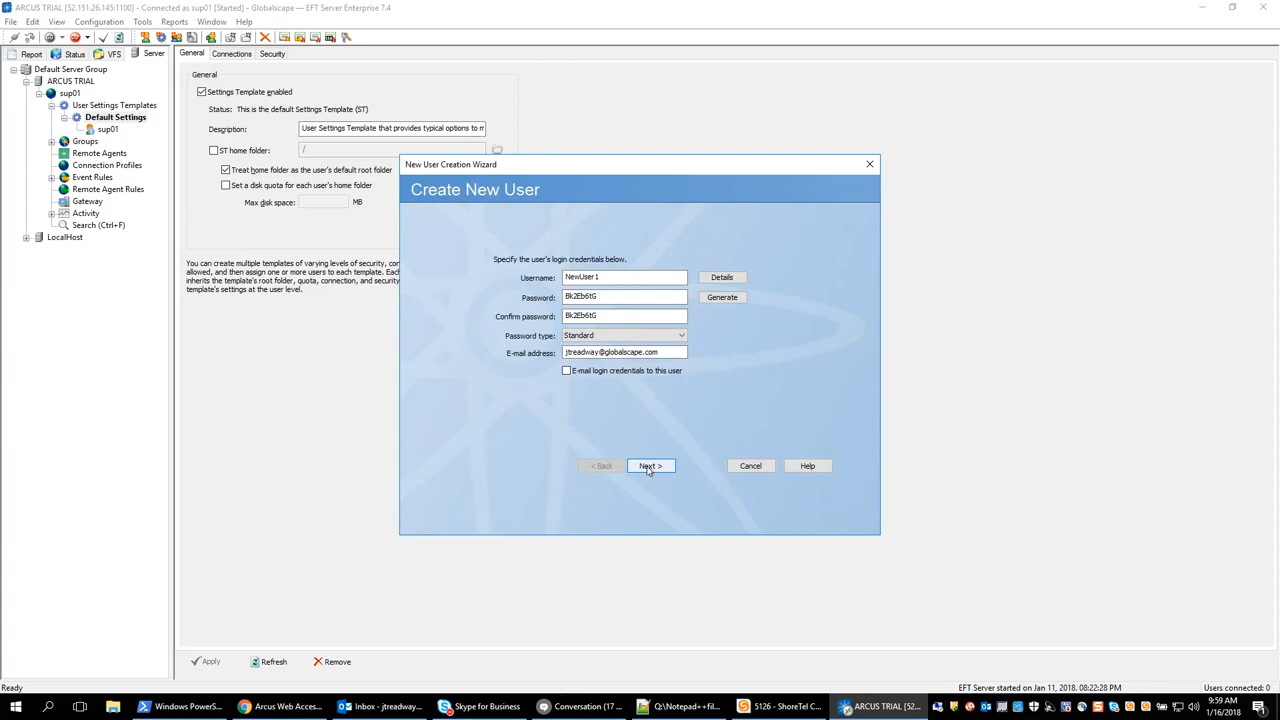 ARCUS TRIAL [52.151.26.145:7.4.1100] - Connected as sup01 [Started] - Globalscape - EFT Server Enterprise 7.4
File Edit View Configuration Tools Reports Window Help
Report Status VFS Server
General Connections Security
Default Server Group
ARCUS TRIAL
sup01
User Settings Templates
Default Settings
sup01
Groups
Remote Agents
Connection Profiles
Event Rules
Remote Agent Rules
Gateway
Activity
Search (Ctrl+F)
LocalHost
General
Settings Template enabled
Status: This is the default Settings Template (ST)
Description: User Settings Template that provides typical options to m
ST home folder: /
Treat home folder as the user's default root folder
Set a disk quota for each user's home folder
Max disk space: MB
You can create multiple templates of varying levels of security, co
allowed, and then assign one or more users to each template. Eac
inherits the template's root folder, quota, connection, and security
template's settings at the user level.
New User Creation Wizard
Create New User
Specify the user's login credentials below.
Username: NewUser1 Details
Password: Bk2Eb6tG Generate
Confirm password: Bk2Eb6tG
Password type: Standard
E-mail address: jtreadway@globalscape.com
E-mail login credentials to this user
< Back Next > Cancel Help
Apply Refresh Remove
Ready EFT Server started on Jan 11, 2018. 08:22:28 PM Users connected: 0
Windows PowerS... Arcus Web Access... Inbox - jtreadway... Skype for Business Conversation (17 ... Q:\Notepad++fil... 5126 - ShoreTel C... ARCUS TRIAL [52....
9:59 AM
1/16/2018